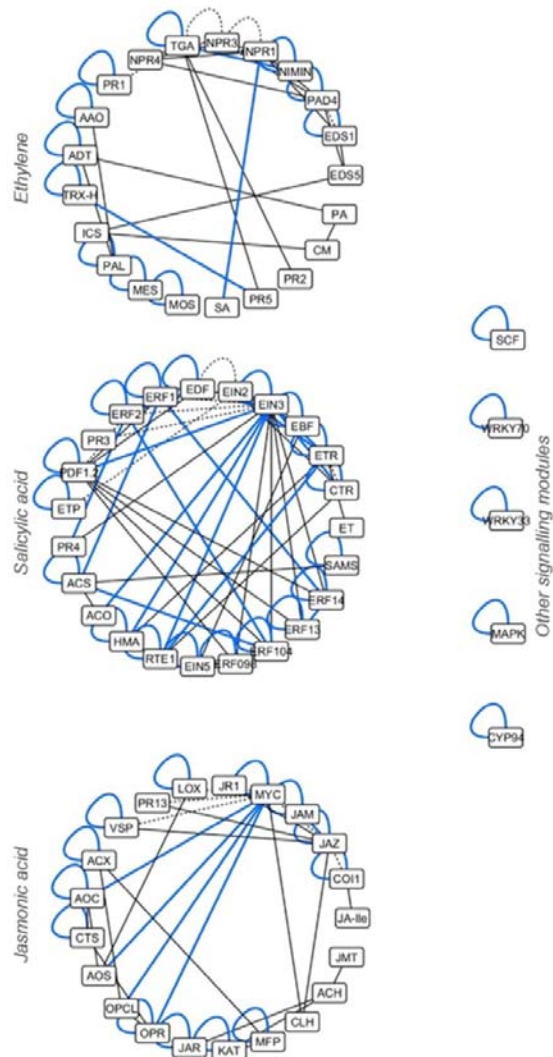 TGA
NPR3
NPR1
NPR4
NIMIN
PR1
PAD4
AAO
EDS1
ADT
EDS5
TRX-H
PA
ICS
CM
PAL
PR2
MES
PR5
MOS
SA
Ethylene
SCF
WRKY70
WRKY33
MAPK
CYP94
Other signalling modules
EDF
EIN2
ERF1
EIN3
ERF2
EBF
PR3
ETR
PDF1.2
CTR
ETP
ET
PR4
SAMS
ACS
ERF14
ACO
ERF13
HMA
ERF104
RTE1
ERF098
EIN5
Salicylic acid
LOX
JR1
MYC
PR13
JAM
VSP
JAZ
ACX
COI1
AOC
JA-Ile
CTS
JMT
AOS
ACH
OPCL
CLH
OPR
MFP
JAR
KAT
Jasmonic acid